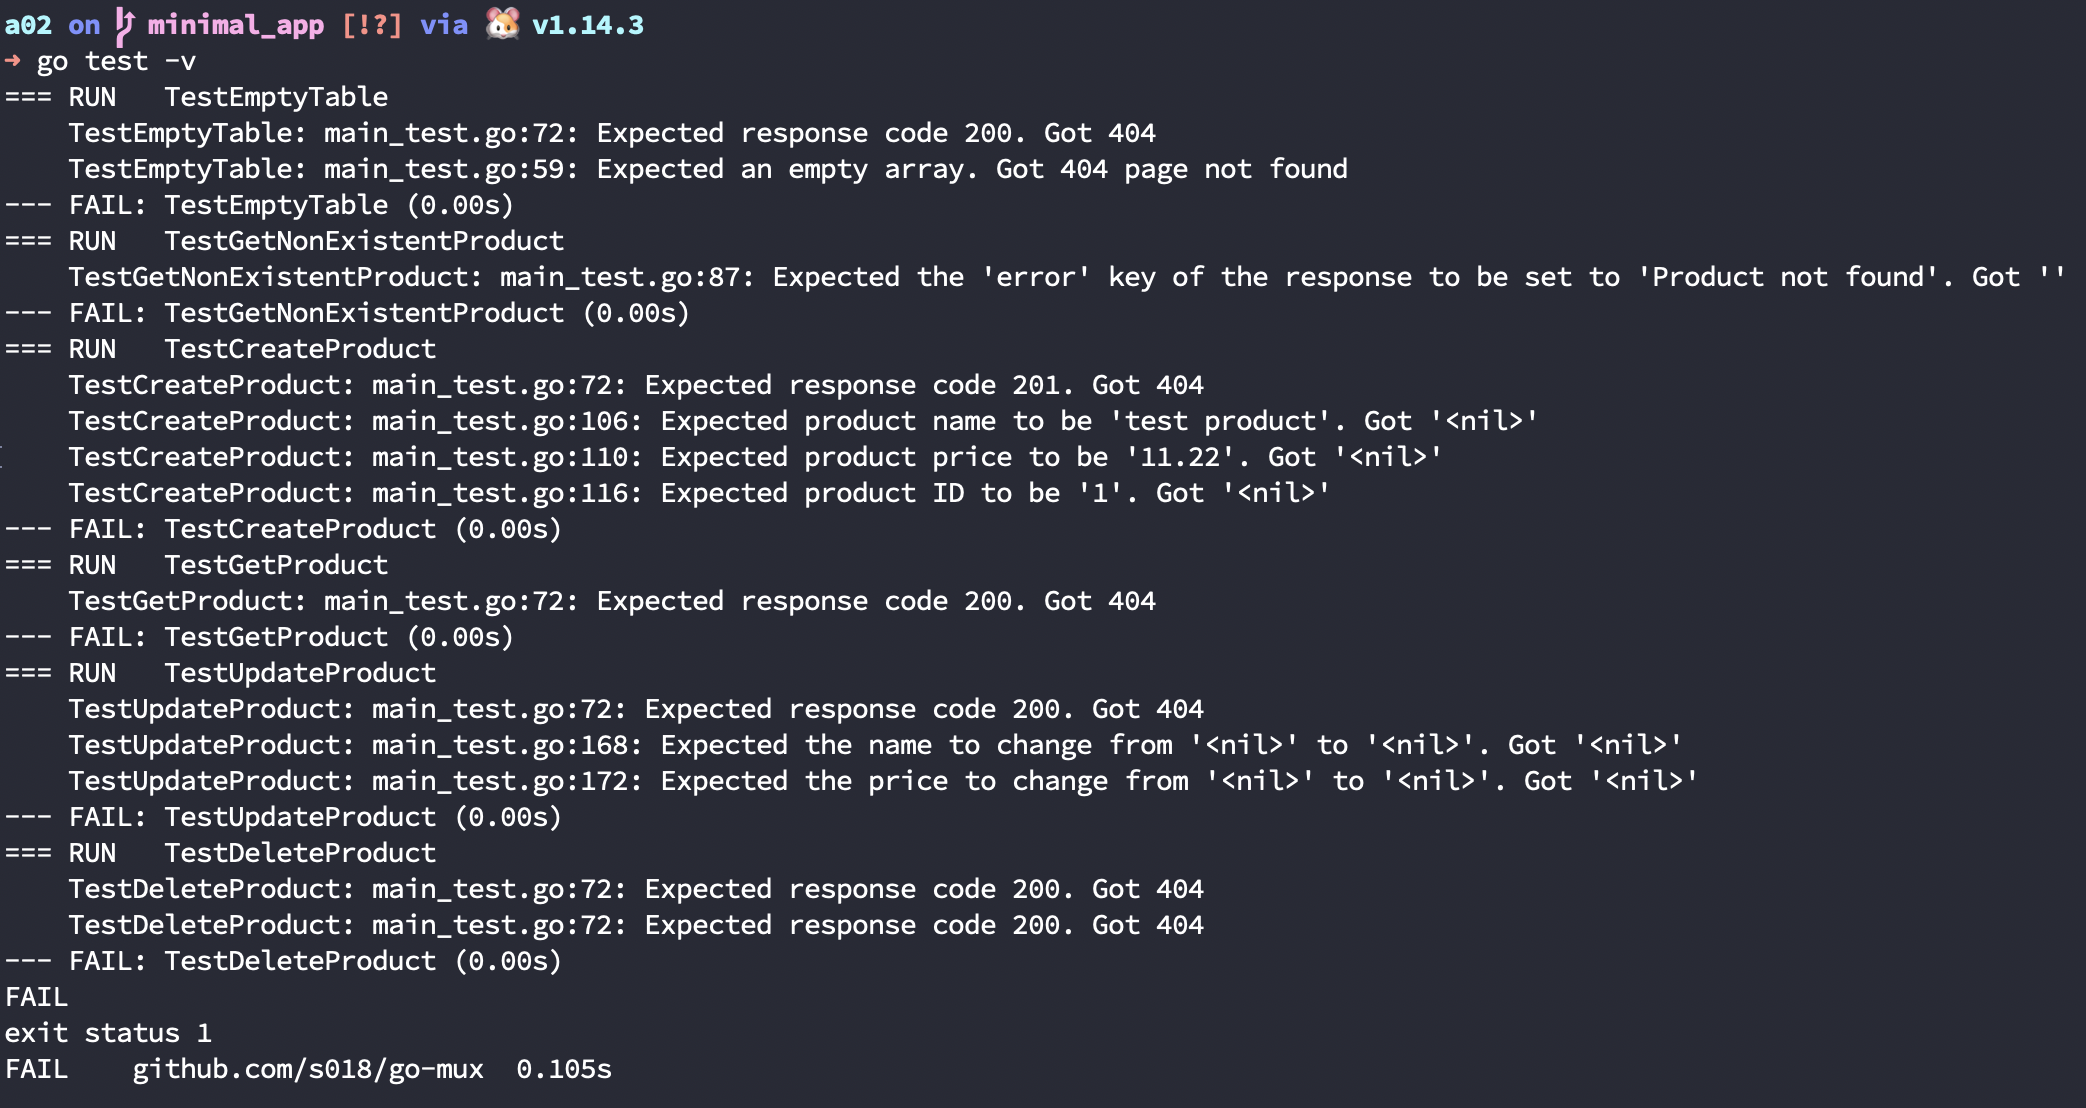 a02 on minimal_app [!?] via 🐹 v1.14.3
➜ go test -v
=== RUN   TestEmptyTable
    TestEmptyTable: main_test.go:72: Expected response code 200. Got 404
    TestEmptyTable: main_test.go:59: Expected an empty array. Got 404 page not found
--- FAIL: TestEmptyTable (0.00s)
=== RUN   TestGetNonExistentProduct
    TestGetNonExistentProduct: main_test.go:87: Expected the 'error' key of the response to be set to 'Product not found'. Got ''
--- FAIL: TestGetNonExistentProduct (0.00s)
=== RUN   TestCreateProduct
    TestCreateProduct: main_test.go:72: Expected response code 201. Got 404
    TestCreateProduct: main_test.go:106: Expected product name to be 'test product'. Got '<nil>'
    TestCreateProduct: main_test.go:110: Expected product price to be '11.22'. Got '<nil>'
    TestCreateProduct: main_test.go:116: Expected product ID to be '1'. Got '<nil>'
--- FAIL: TestCreateProduct (0.00s)
=== RUN   TestGetProduct
    TestGetProduct: main_test.go:72: Expected response code 200. Got 404
--- FAIL: TestGetProduct (0.00s)
=== RUN   TestUpdateProduct
    TestUpdateProduct: main_test.go:72: Expected response code 200. Got 404
    TestUpdateProduct: main_test.go:168: Expected the name to change from '<nil>' to '<nil>'. Got '<nil>'
    TestUpdateProduct: main_test.go:172: Expected the price to change from '<nil>' to '<nil>'. Got '<nil>'
--- FAIL: TestUpdateProduct (0.00s)
=== RUN   TestDeleteProduct
    TestDeleteProduct: main_test.go:72: Expected response code 200. Got 404
    TestDeleteProduct: main_test.go:72: Expected response code 200. Got 404
--- FAIL: TestDeleteProduct (0.00s)
FAIL
exit status 1
FAIL    github.com/s018/go-mux  0.105s